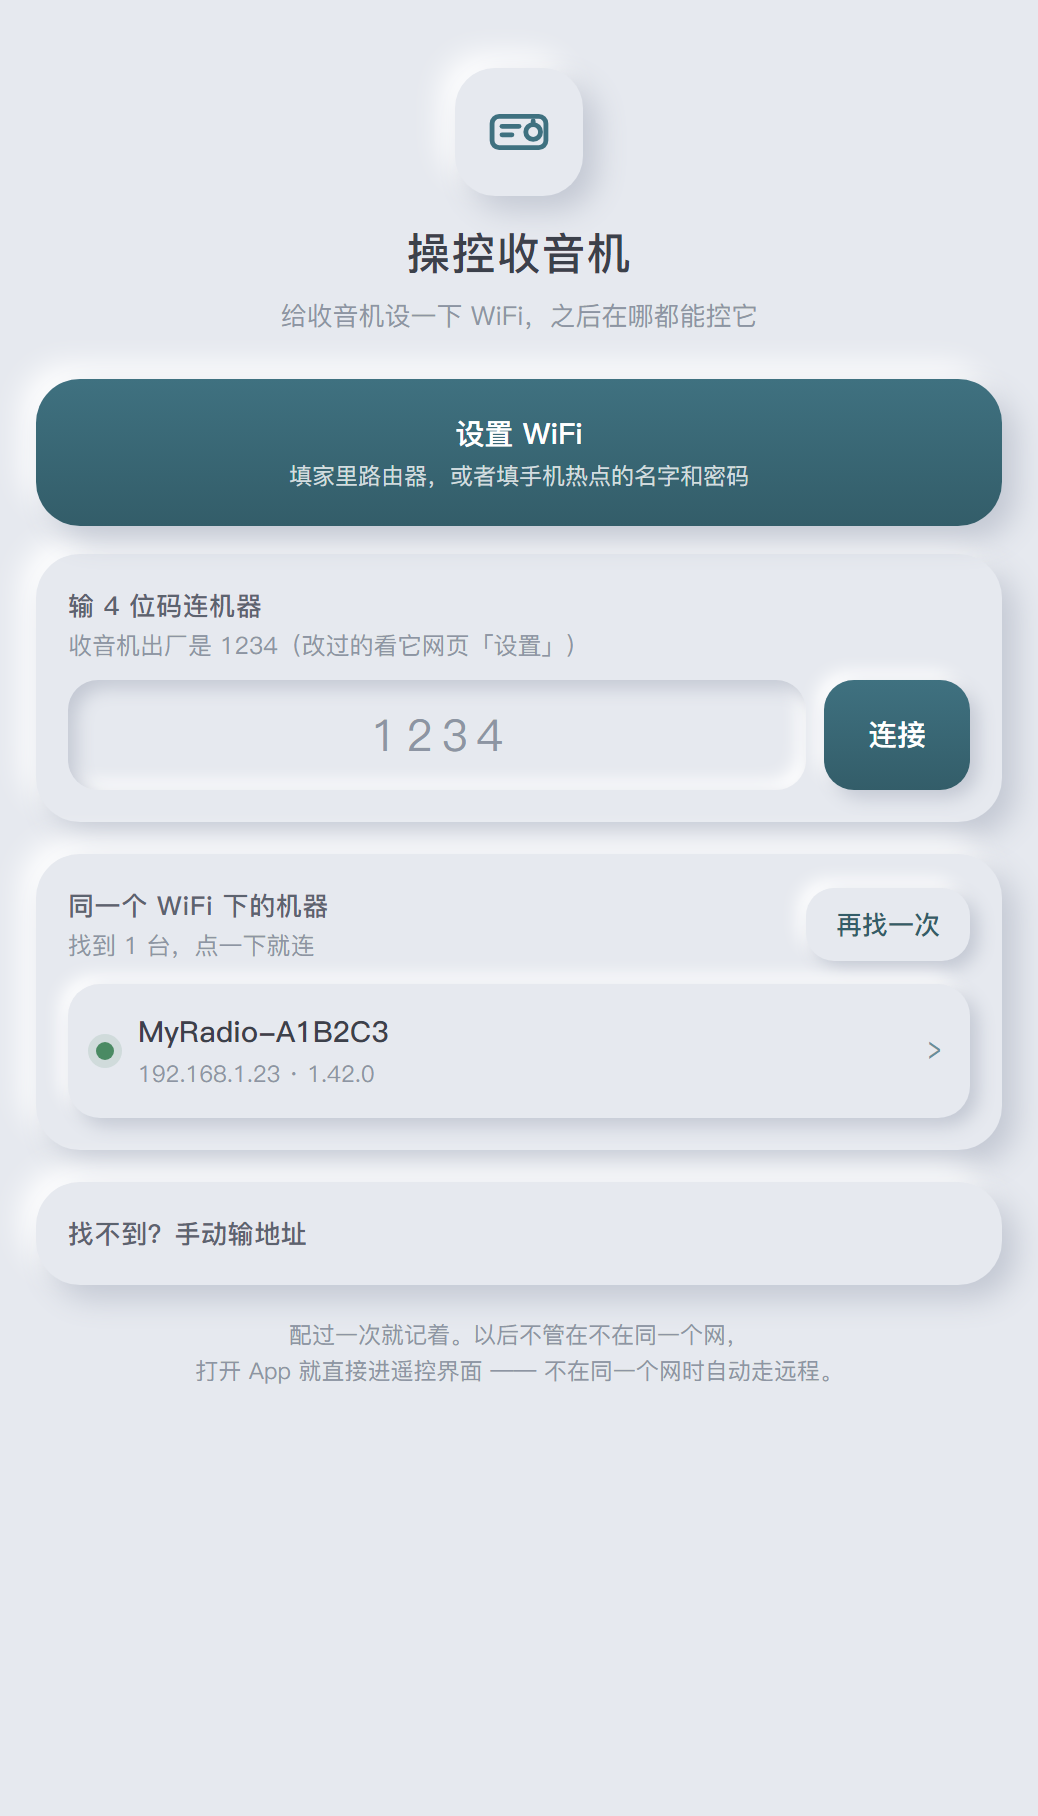 操控收音机
给收音机设一下 WiFi，之后在哪都能控它
设置 WiFi
填家里路由器，或者填手机热点的名字和密码
输 4 位码连机器
收音机出厂是 1234（改过的看它网页「设置」）
1234
连接
同一个 WiFi 下的机器
找到 1 台，点一下就连
再找一次
MyRadio-A1B2C3
192.168.1.23 · 1.42.0
找不到？手动输地址
配过一次就记着。以后不管在不在同一个网，
打开 App 就直接进遥控界面 —— 不在同一个网时自动走远程。